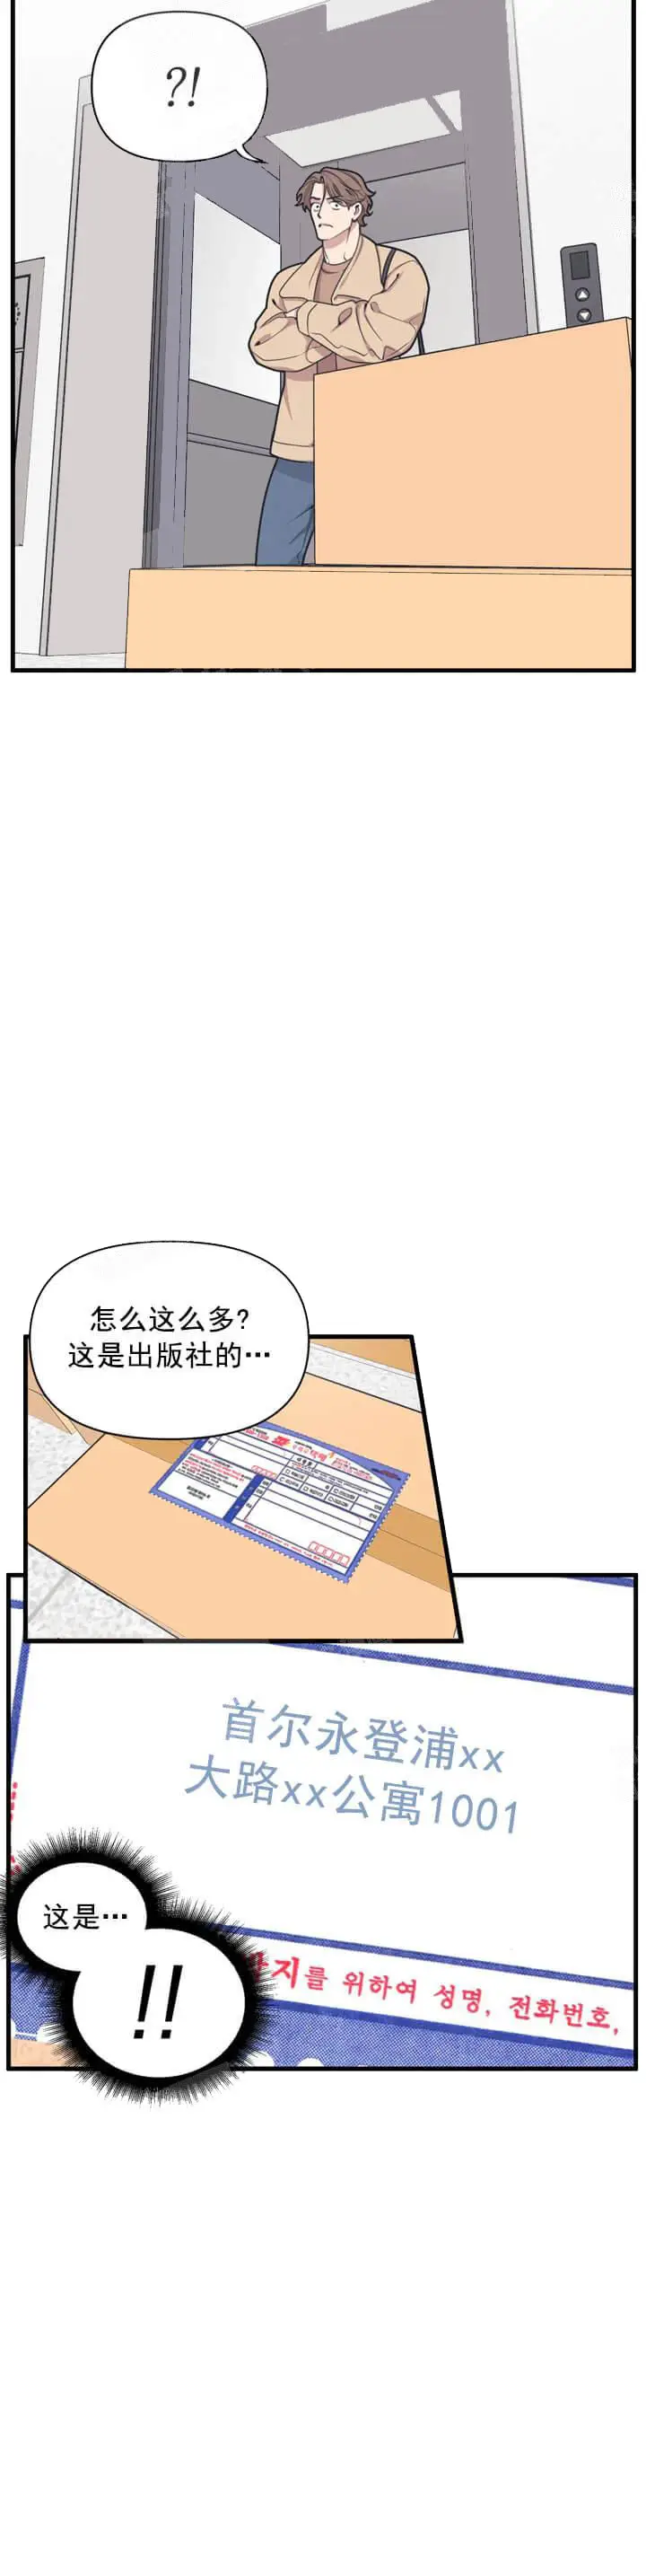 ?!
怎么这么多?
这是出版社的…
首尔永登浦xx
大路xx公寓1001
这是…
!!
지를 위하여 성명, 전화번호,